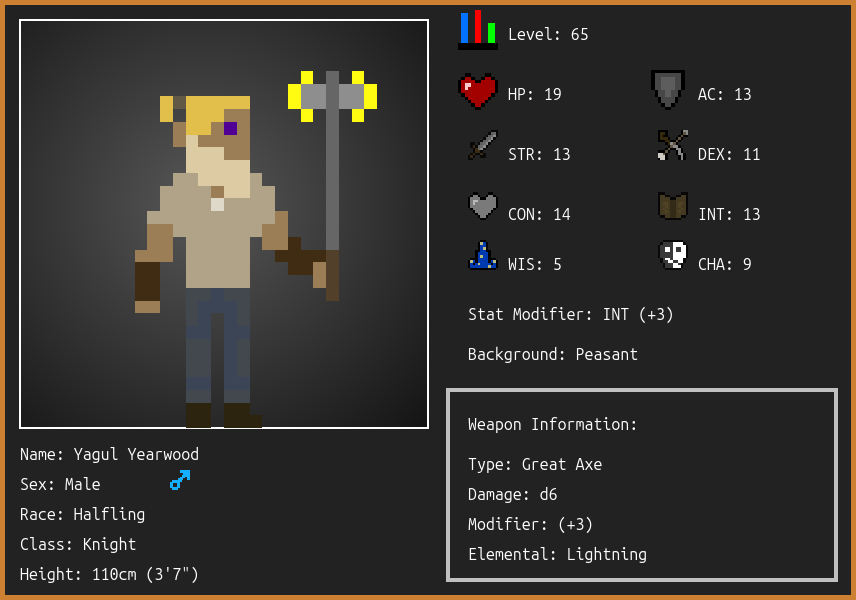 Level: 65
HP: 19
AC: 13
STR: 13
DEX: 11
CON: 14
INT: 13
WIS: 5
CHA: 9
Stat Modifier: INT (+3)
Background: Peasant
Weapon Information:
Type: Great Axe
Damage: d6
Modifier: (+3)
Elemental: Lightning
Name: Yagul Yearwood
Sex: Male
Race: Halfling
Class: Knight
Height: 110cm (3'7")